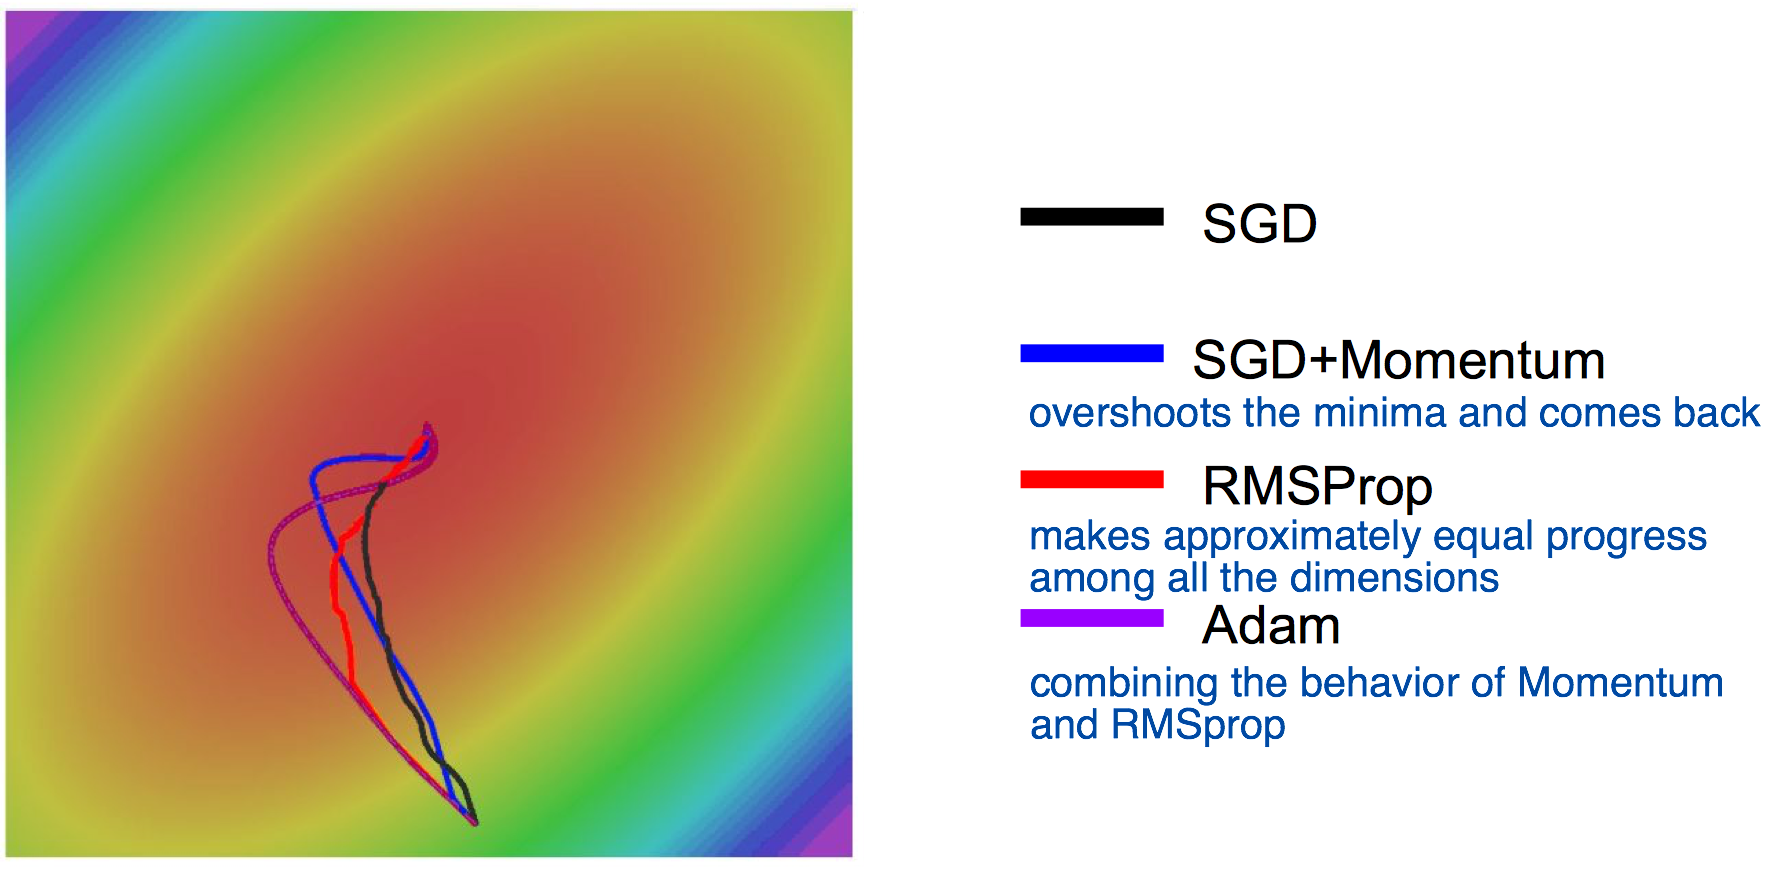 SGD
SGD+Momentum
overshoots the minima and comes back
RMSProp
makes approximately equal progress
among all the dimensions
Adam
combining the behavior of Momentum
and RMSprop